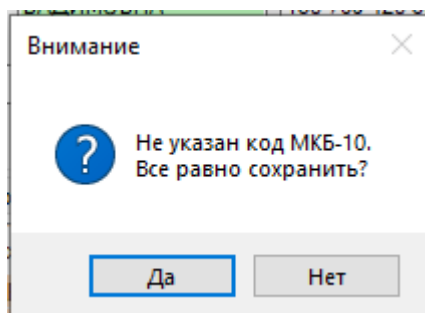 Внимание
Не указан код МКБ-10.
Все равно сохранить?
Да
Нет